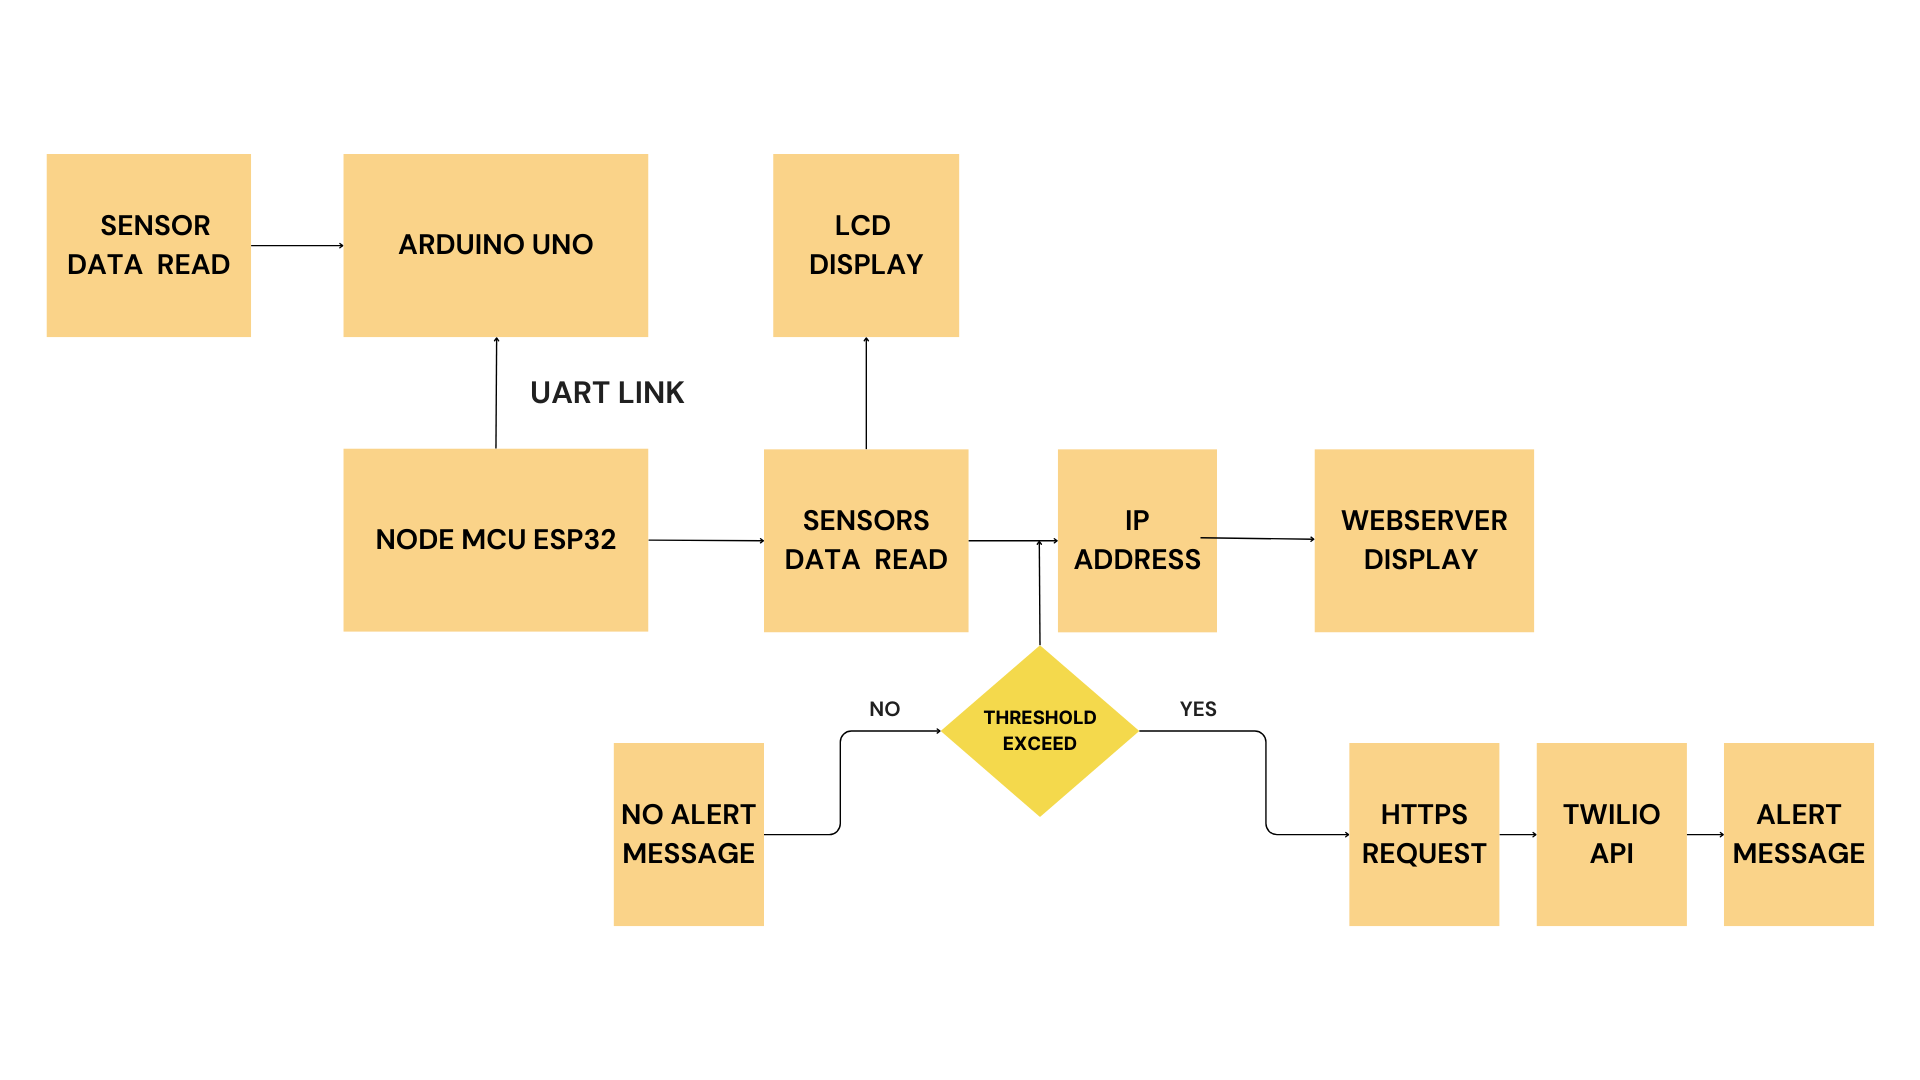 SENSOR
DATA  READ
ARDUINO UNO
LCD
DISPLAY
UART LINK
NODE MCU ESP32
SENSORS
DATA  READ
IP
ADDRESS
WEBSERVER
DISPLAY
NO
THRESHOLD
EXCEED
YES
NO ALERT
MESSAGE
HTTPS
REQUEST
TWILIO
API
ALERT
MESSAGE